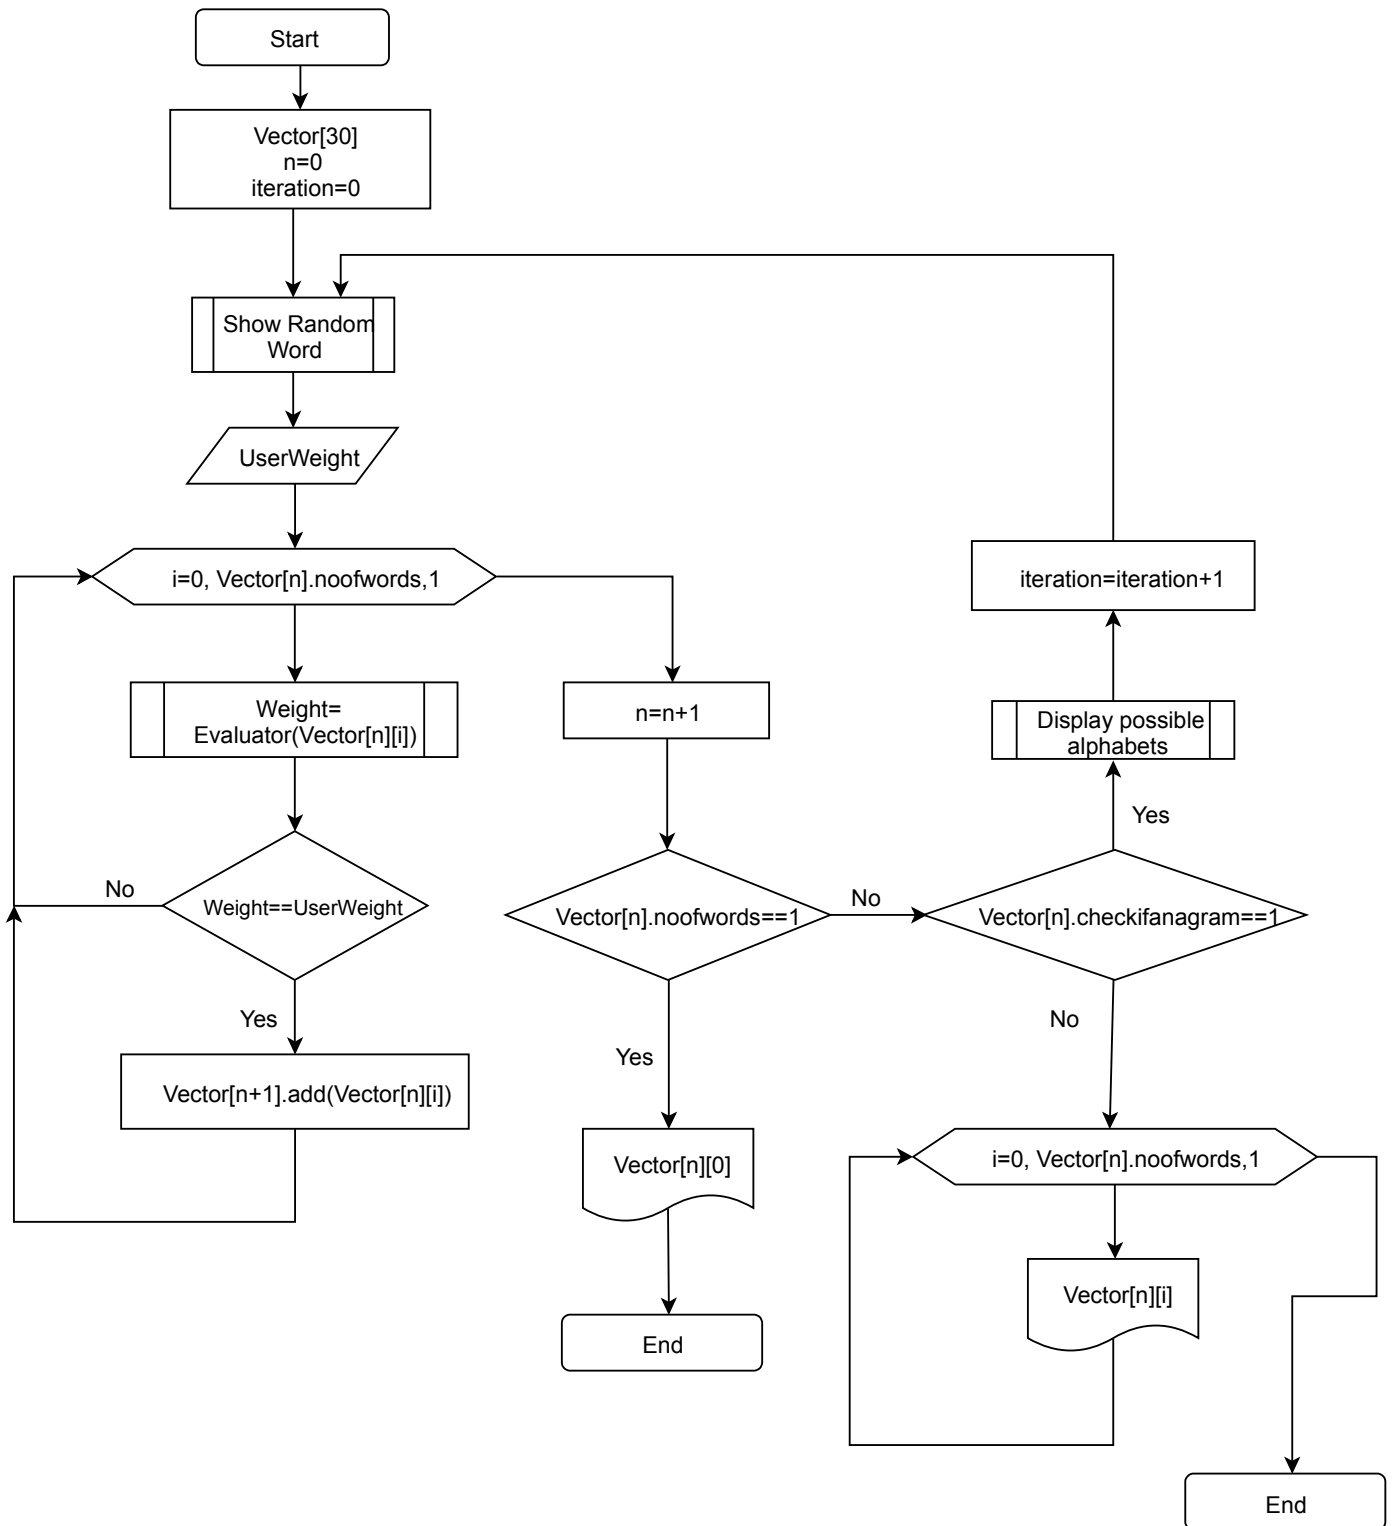 Start
Vector[30]
n=0
iteration=0
Show Random
Word
UserWeight
i=0, Vector[n].noofwords,1
iteration=iteration+1
Weight=
Evaluator(Vector[n][i])
n=n+1
Display possible
alphabets
Yes
No
Weight==UserWeight
Vector[n].noofwords==1
No
Vector[n].checkifanagram==1
Yes
No
Yes
Vector[n+1].add(Vector[n][i])
Vector[n][0]
i=0, Vector[n].noofwords,1
Vector[n][i]
End
End